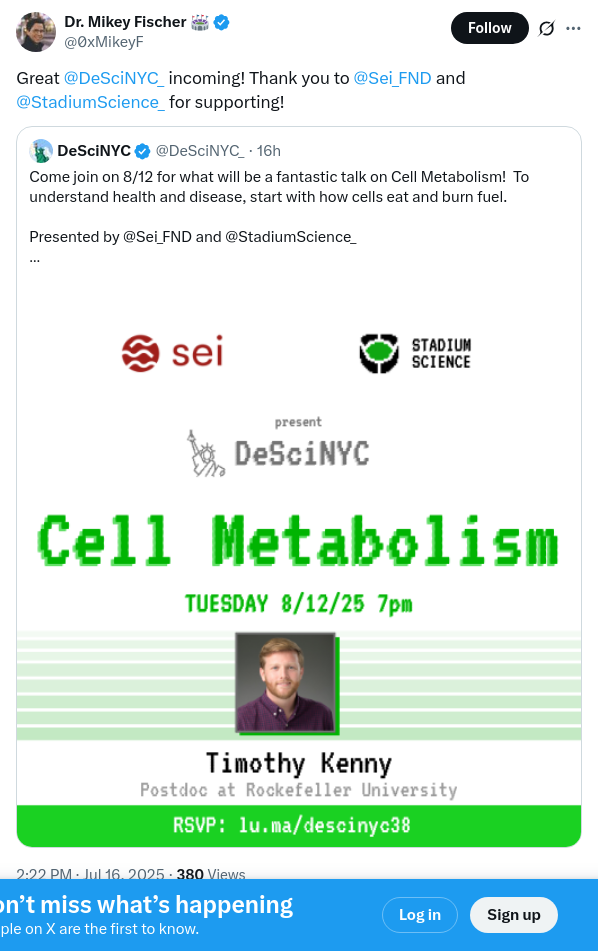 Dr. Mikey Fischer
@0xMikeyF
Follow
Great @DeSciNYC_ incoming! Thank you to @Sei_FND and
@StadiumScience_ for supporting!
DeSciNYC @DeSciNYC_ · 16h
Come join on 8/12 for what will be a fantastic talk on Cell Metabolism! To
understand health and disease, start with how cells eat and burn fuel.
Presented by @Sei_FND and @StadiumScience_
...
sei
STADIUM
SCIENCE
present
DeSciNYC
Cell Metabolism
TUESDAY 8/12/25 7pm
Timothy Kenny
Postdoc at Rockefeller University
RSVP: lu.ma/descinyc38
2:22 PM · Jul 16, 2025 · 380 Views
on't miss what's happening
ple on X are the first to know.
Log in
Sign up